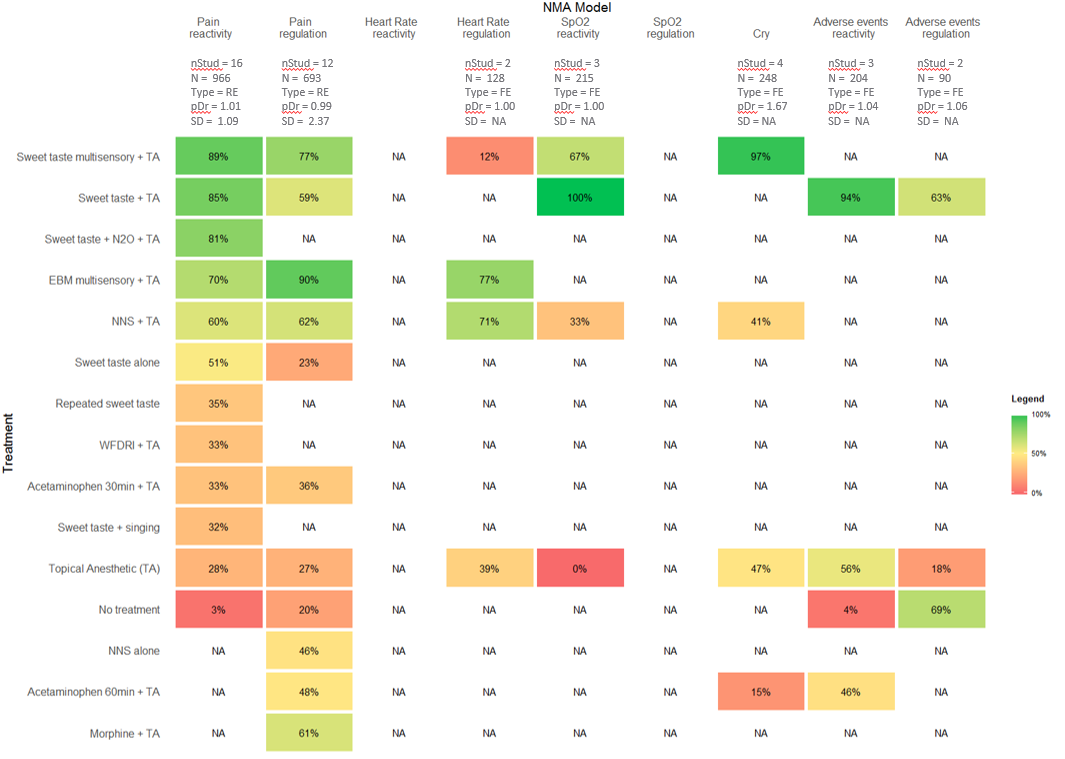 NMA Model
Pain reactivity
Pain regulation
Heart Rate reactivity
Heart Rate regulation
SpO2 reactivity
SpO2 regulation
Cry
Adverse events reactivity
Adverse events regulation
nStud = 16 nStud = 12 nStud = 2 nStud = 3 nStud = 4 nStud = 3 nStud = 2
N = 966 N = 693 N = 128 N = 215 N = 248 N = 204 N = 90
Type = RE Type = RE Type = FE Type = FE Type = FE Type = FE Type = FE
pDr = 1.01 pDr = 0.99 pDr = 1.00 pDr = 1.00 pDr = 1.67 pDr = 1.04 pDr = 1.06
SD = 1.09 SD = 2.37 SD = NA SD = NA SD = NA SD = NA SD = NA
Sweet taste multisensory + TA 89% 77% NA 12% 67% NA 97% NA NA
Sweet taste + TA 85% 59% NA NA 100% NA NA 94% 63%
Sweet taste + N2O + TA 81% NA NA NA NA NA NA NA NA
EBM multisensory + TA 70% 90% NA 77% NA NA NA NA NA
NNS + TA 60% 62% NA 71% 33% NA 41% NA NA
Sweet taste alone 51% 23% NA NA NA NA NA NA NA
Repeated sweet taste 35% NA NA NA NA NA NA NA NA
WFDRI + TA 33% NA NA NA NA NA NA NA NA
Acetaminophen 30min + TA 33% 36% NA NA NA NA NA NA NA
Sweet taste + singing 32% NA NA NA NA NA NA NA NA
Topical Anesthetic (TA) 28% 27% NA 39% 0% NA 47% 56% 18%
No treatment 3% 20% NA NA NA NA NA 4% 69%
NNS alone NA 46% NA NA NA NA NA NA NA
Acetaminophen 60min + TA NA 48% NA NA NA NA 15% 46% NA
Morphine + TA NA 61% NA NA NA NA NA NA NA
Treatment
Legend
100%
50%
0%